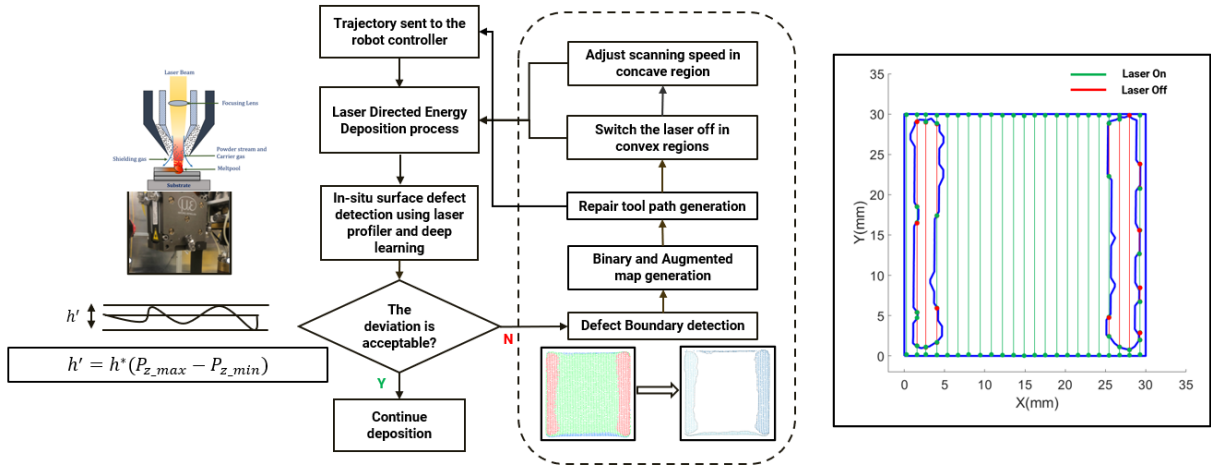 Trajectory sent to the
robot controller
Laser Directed Energy
Deposition process
In-situ surface defect
detection using laser
profiler and deep
learning
The
deviation is
acceptable?
N
Y
Continue
deposition
Adjust scanning speed in
concave region
Switch the laser off in
convex regions
Repair tool path generation
Binary and Augmented
map generation
Defect Boundary detection
Laser Beam
Focusing Lens
Powder stream and
Carrier gas
Shielding gas
Meltpool
Substrate
h′
h′ = h*(P_z_max − P_z_min)
Laser On
Laser Off
35
30
25
20
15
10
5
0
Y(mm)
0 5 10 15 20 25 30 35
X(mm)